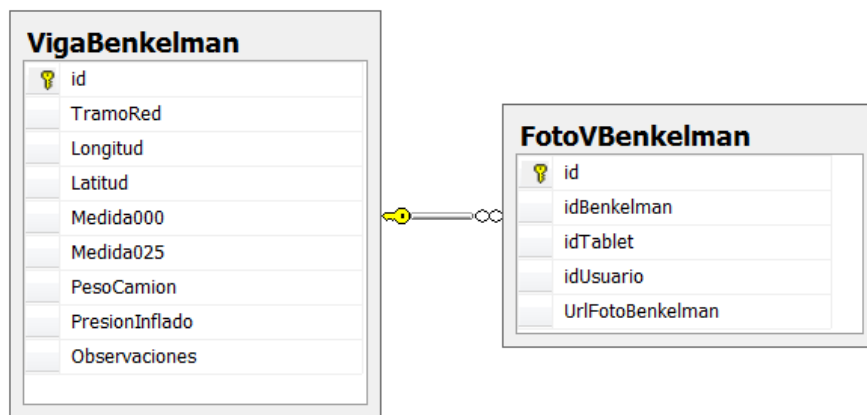 VigaBenkelman
id
TramoRed
Longitud
Latitud
Medida000
Medida025
PesoCamion
PresionInflado
Observaciones
FotoVBenkelman
id
idBenkelman
idTablet
idUsuario
UrlFotoBenkelman